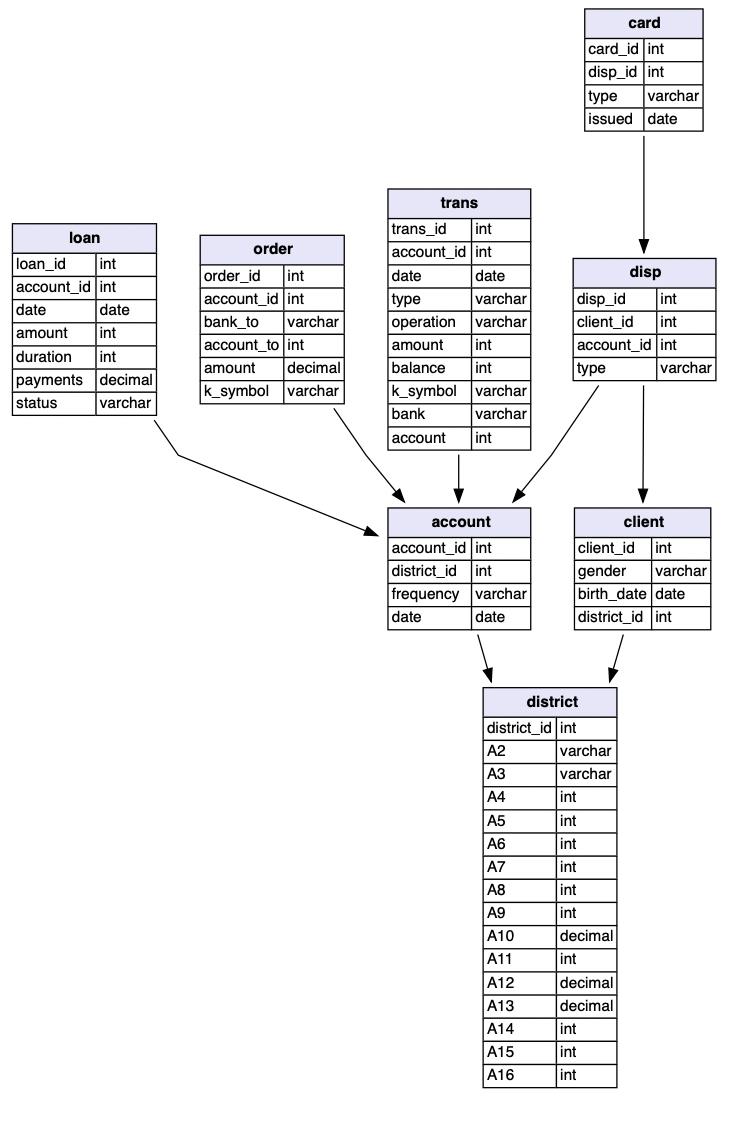 card
card_id int
disp_id int
type varchar
issued date
trans
trans_id int
account_id int
date date
type varchar
operation varchar
amount int
balance int
k_symbol varchar
bank varchar
account int
loan
loan_id int
account_id int
date date
amount int
duration int
payments decimal
status varchar
order
order_id int
account_id int
bank_to varchar
account_to int
amount decimal
k_symbol varchar
disp
disp_id int
client_id int
account_id int
type varchar
account
account_id int
district_id int
frequency varchar
date date
client
client_id int
gender varchar
birth_date date
district_id int
district
district_id int
A2 varchar
A3 varchar
A4 int
A5 int
A6 int
A7 int
A8 int
A9 int
A10 decimal
A11 int
A12 decimal
A13 decimal
A14 int
A15 int
A16 int